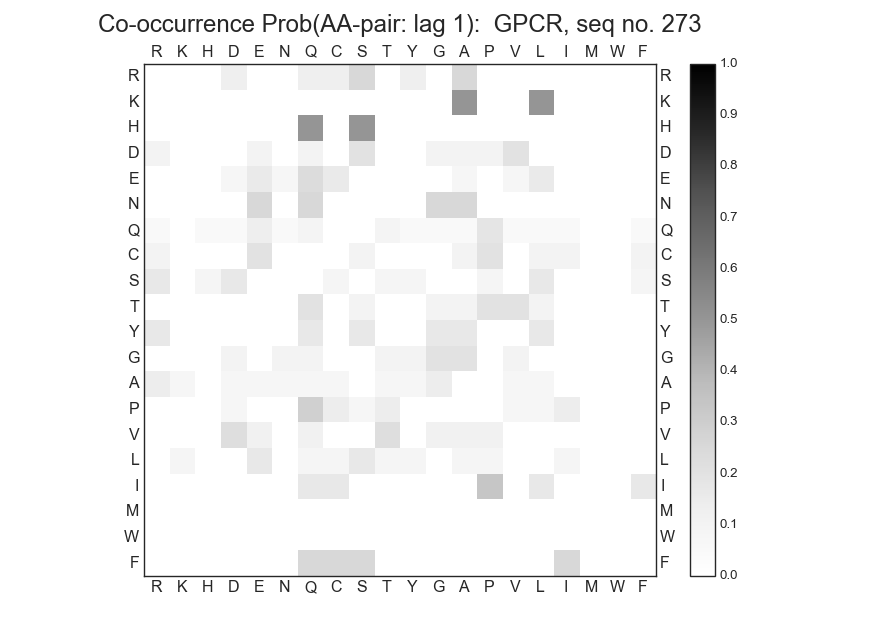 Co-occurrence Prob(AA-pair: lag 1):  GPCR, seq no. 273
R K H D E N Q C S T Y G A P V L I M W F
R R 1.0
K K 0.9
H H
D D 0.8
E E
N N 0.7
Q Q 0.6
C C
S S 0.5
T T
Y Y 0.4
G G
A A 0.3
P P
V V 0.2
L L
I I 0.1
M M
W W
F F 0.0
R K H D E N Q C S T Y G A P V L I M W F